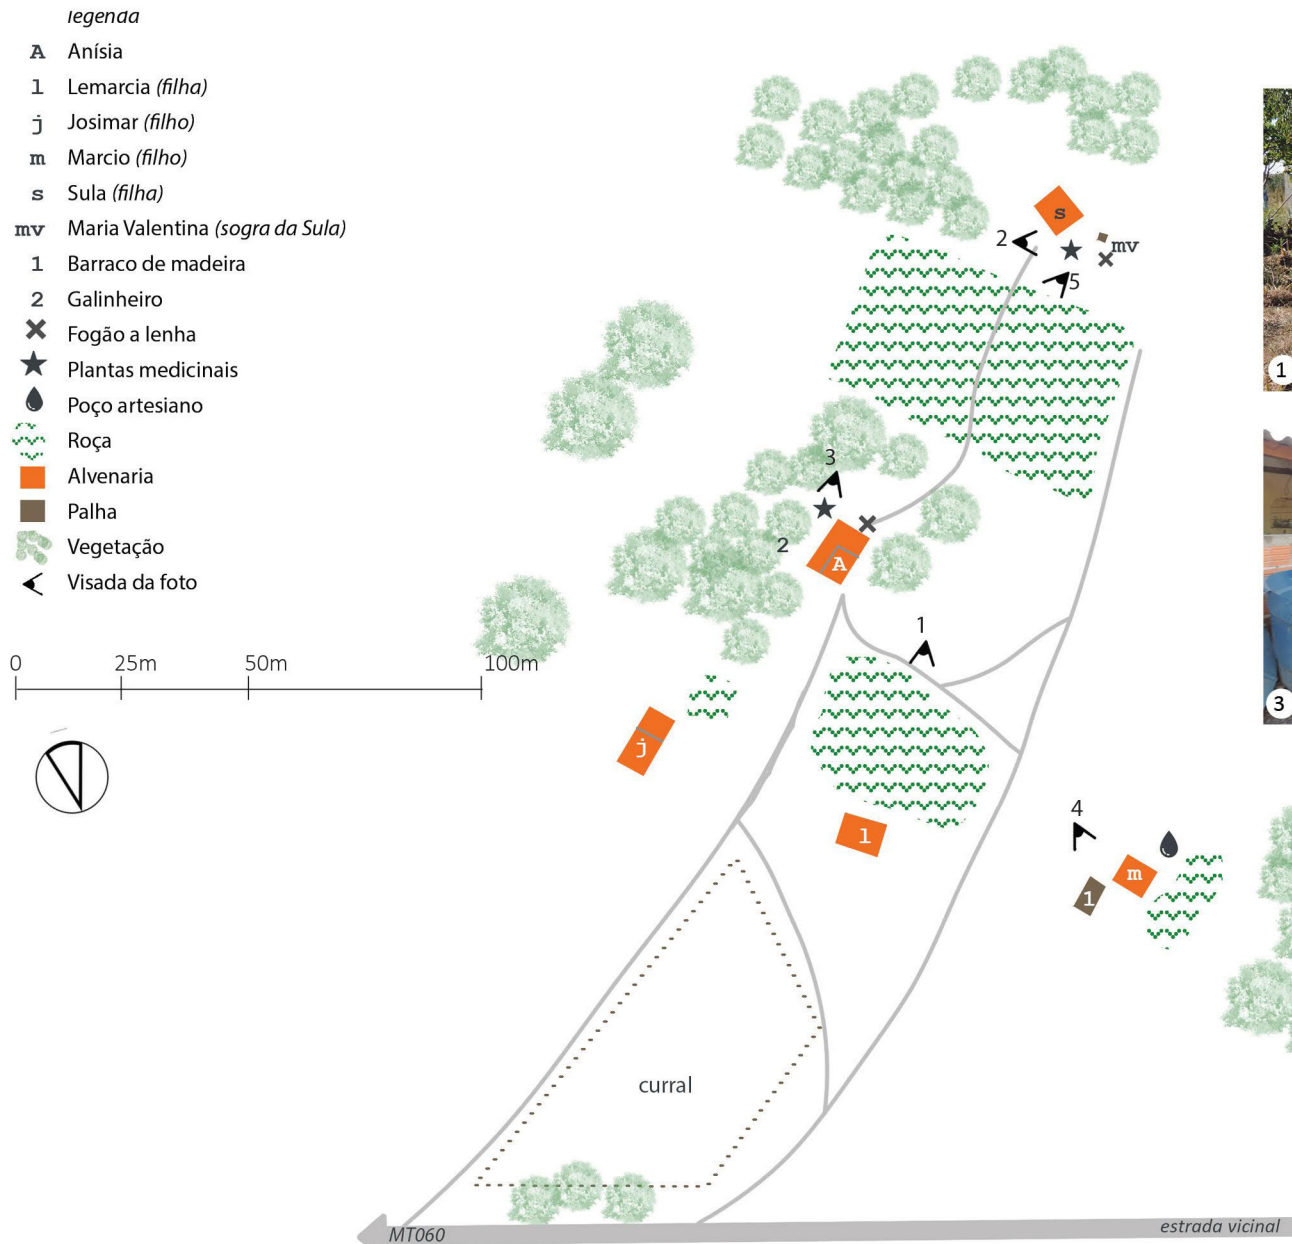 legenda
A Anísia
l Lemarcia (filha)
j Josimar (filho)
m Marcio (filho)
s Sula (filha)
mv Maria Valentina (sogra da Sula)
1 Barraco de madeira
2 Galinheiro
Fogão a lenha
Plantas medicinais
Poço artesiano
Roça
Alvenaria
Palha
Vegetação
Visada da foto
0 25m 50m 100m
s
2
mv
5
1
3
2
A
1
3
j
l
4
m
1
curral
MT060
estrada vicinal